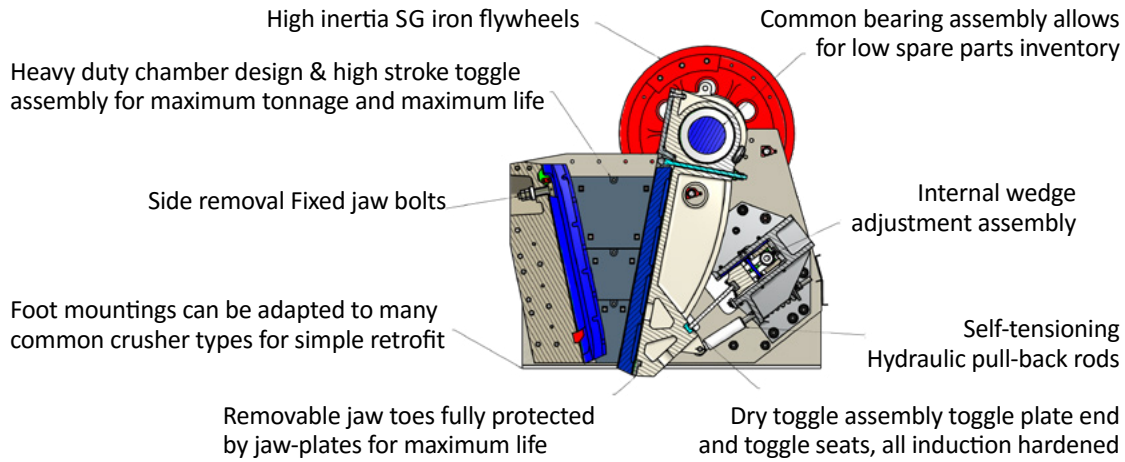 High inertia SG iron flywheels
Common bearing assembly allows
for low spare parts inventory
Heavy duty chamber design & high stroke toggle
assembly for maximum tonnage and maximum life
Side removal Fixed jaw bolts
Internal wedge
adjustment assembly
Foot mountings can be adapted to many
common crusher types for simple retrofit
Self-tensioning
Hydraulic pull-back rods
Removable jaw toes fully protected
by jaw-plates for maximum life
Dry toggle assembly toggle plate end
and toggle seats, all induction hardened